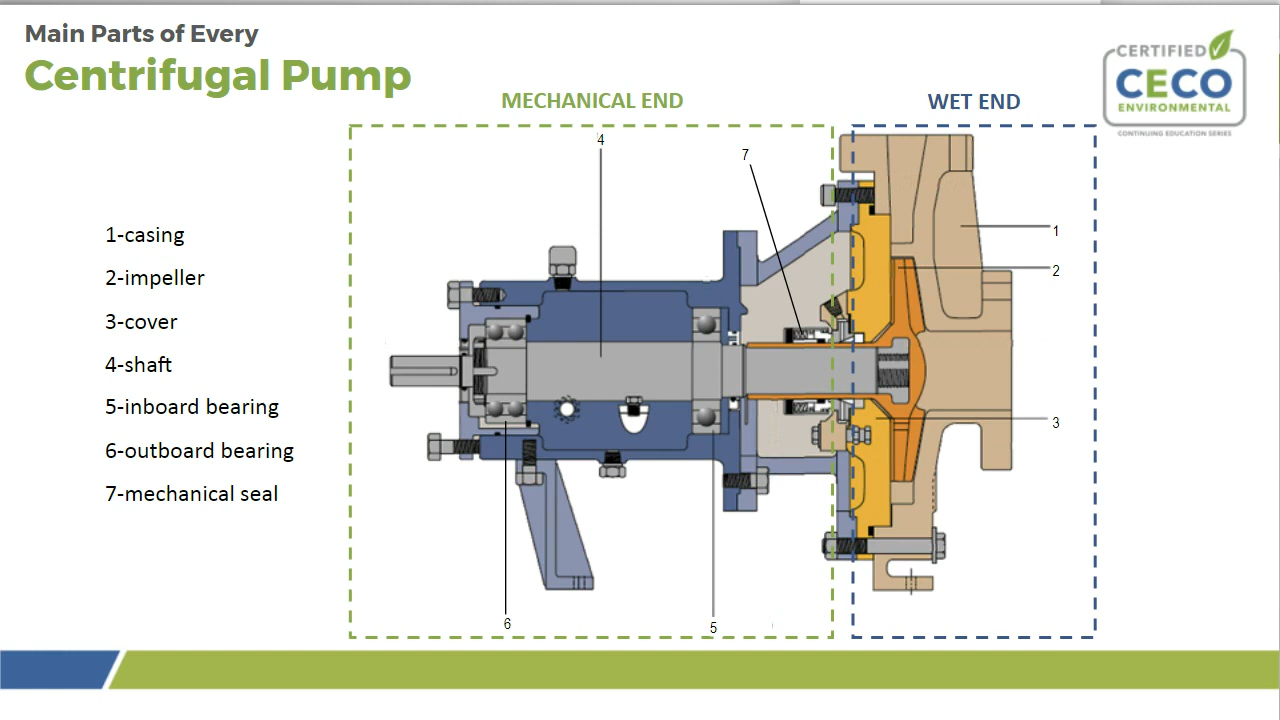 Main Parts of Every
Centrifugal Pump
CERTIFIED
CECO
ENVIRONMENTAL
CONTINUING EDUCATION SERIES
MECHANICAL END
WET END
4
7
1
2
3
6
5
1-casing
2-impeller
3-cover
4-shaft
5-inboard bearing
6-outboard bearing
7-mechanical seal